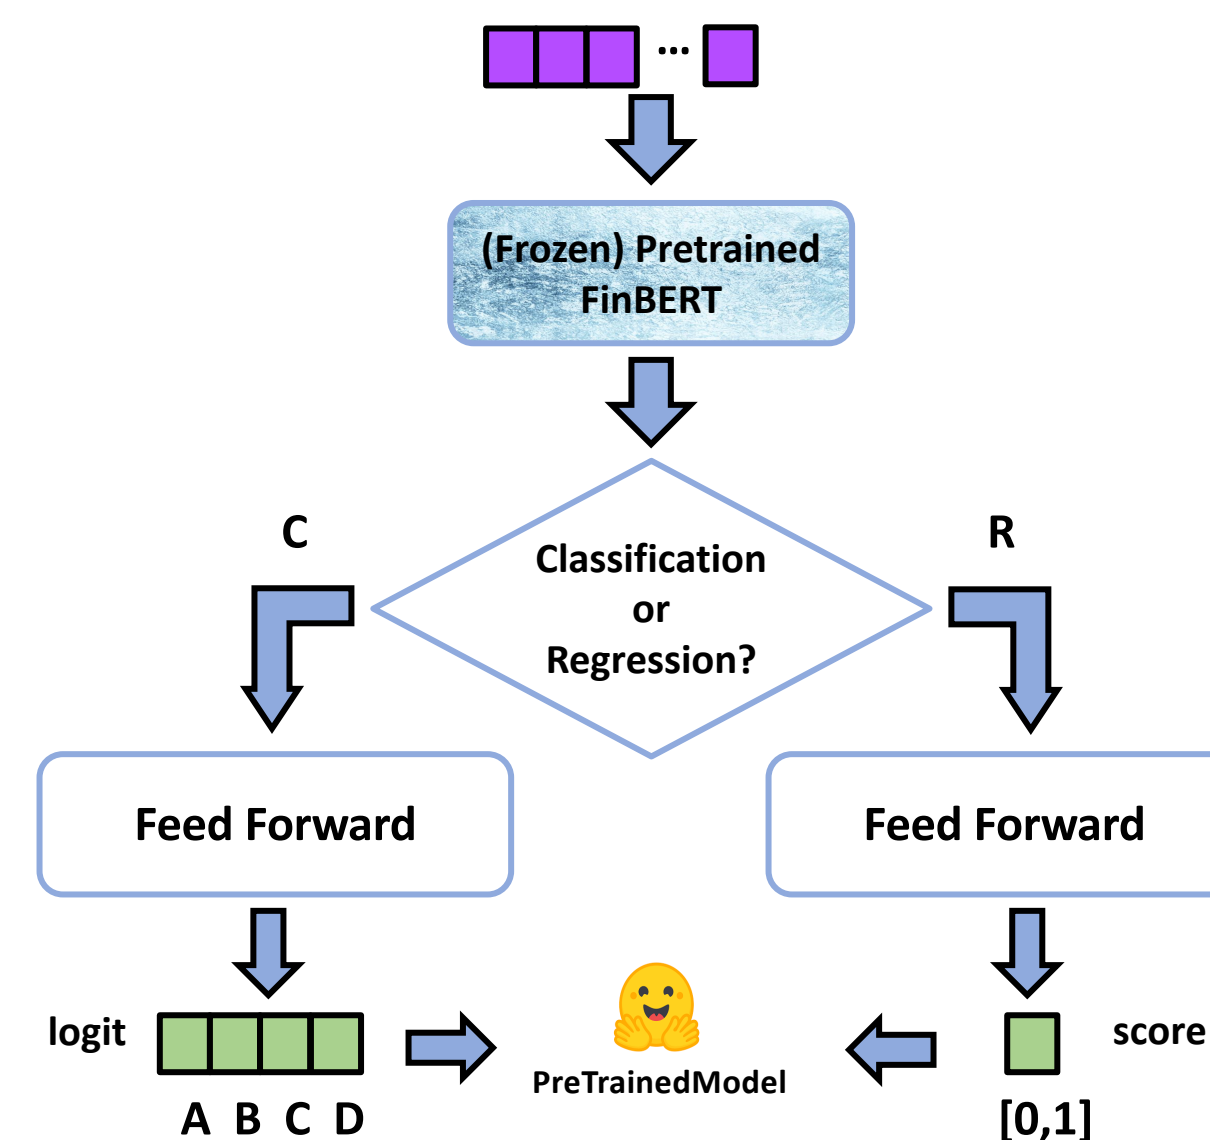 ...
(Frozen) Pretrained
FinBERT
C
R
Classification
or
Regression?
Feed Forward
Feed Forward
logit
score
PreTrainedModel
A B C D
[0,1]